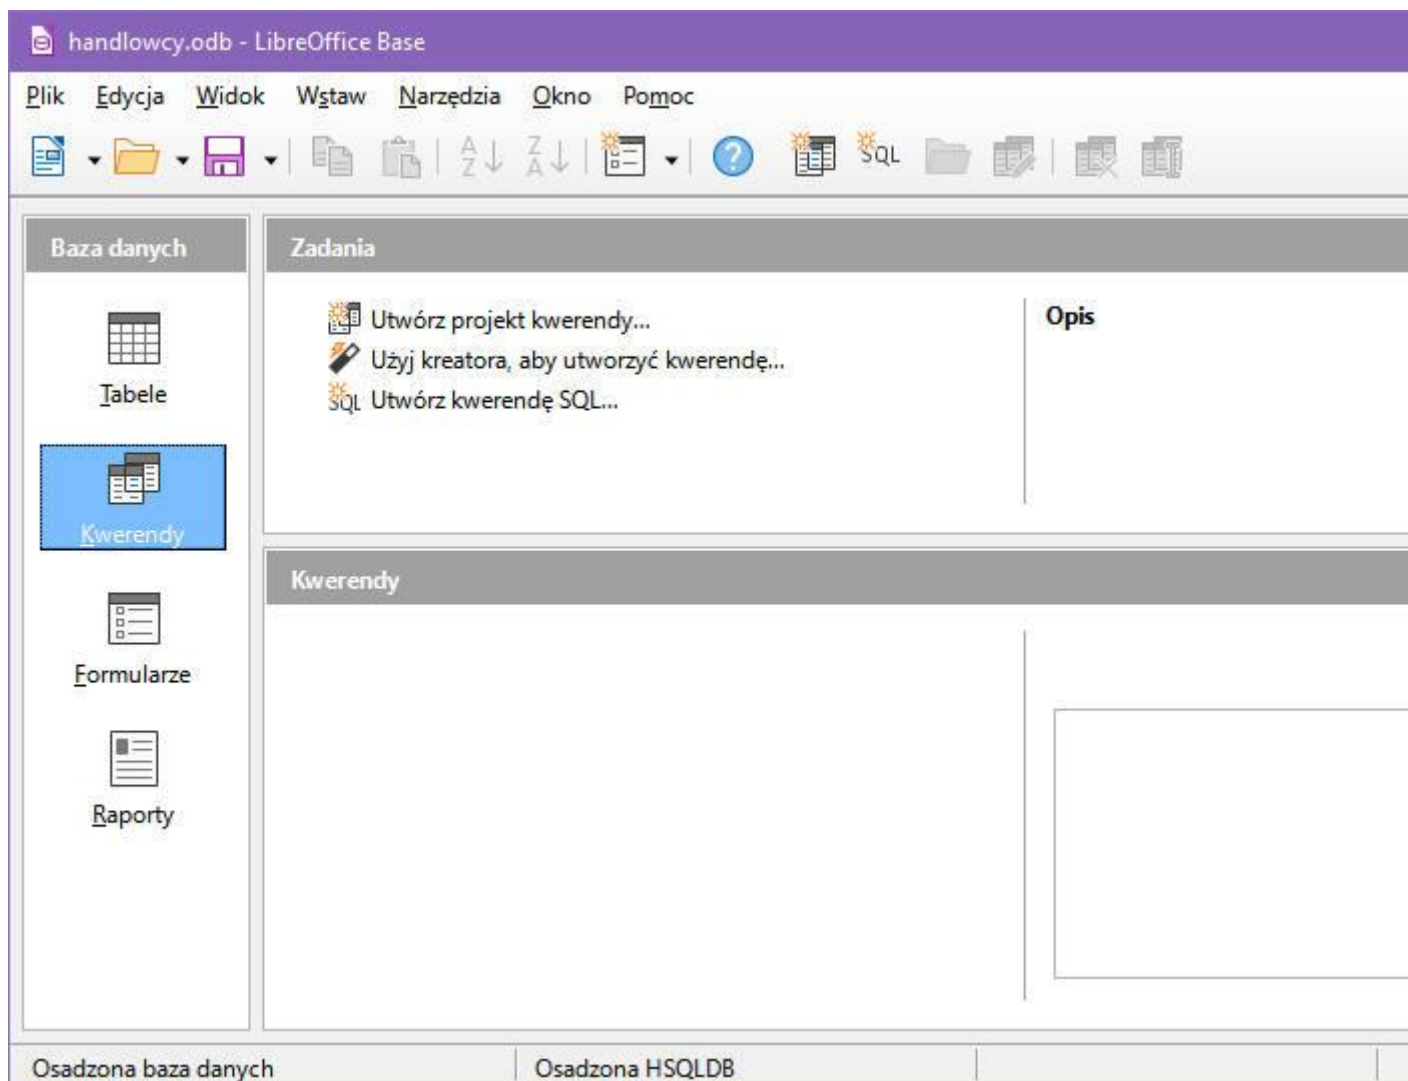 handlowcy.odb - LibreOffice Base
Plik Edycja Widok Wstaw Narzędzia Okno Pomoc
A Z Z A SQL
Baza danych
Zadania
Utwórz projekt kwerendy...
Użyj kreatora, aby utworzyć kwerendę...
SQL Utwórz kwerendę SQL...
Opis
Tabele
Kwerendy
Kwerendy
Formularze
Raporty
Osadzona baza danych
Osadzona HSQLDB